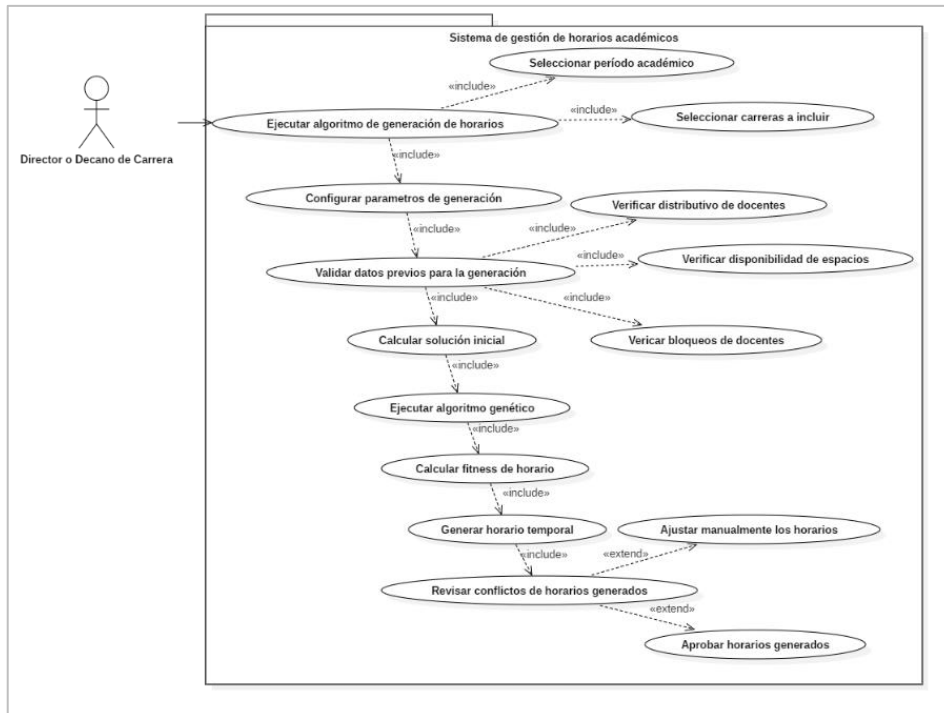 Sistema de gestión de horarios académicos
Seleccionar período académico
«include»
«include»
Seleccionar carreras a incluir
Ejecutar algoritmo de generación de horarios
Director o Decano de Carrera
«include»
Configurar parametros de generación
Verificar distributivo de docentes
«include»
«include»
Validar datos previos para la generación
«include»
Verificar disponibilidad de espacios
«include»
«include»
Calcular solución inicial
Vericar bloqueos de docentes
«include»
Ejecutar algoritmo genético
«include»
Calcular fitness de horario
«include»
Generar horario temporal
Ajustar manualmente los horarios
«include»
«extend»
Revisar conflictos de horarios generados
«extend»
Aprobar horarios generados